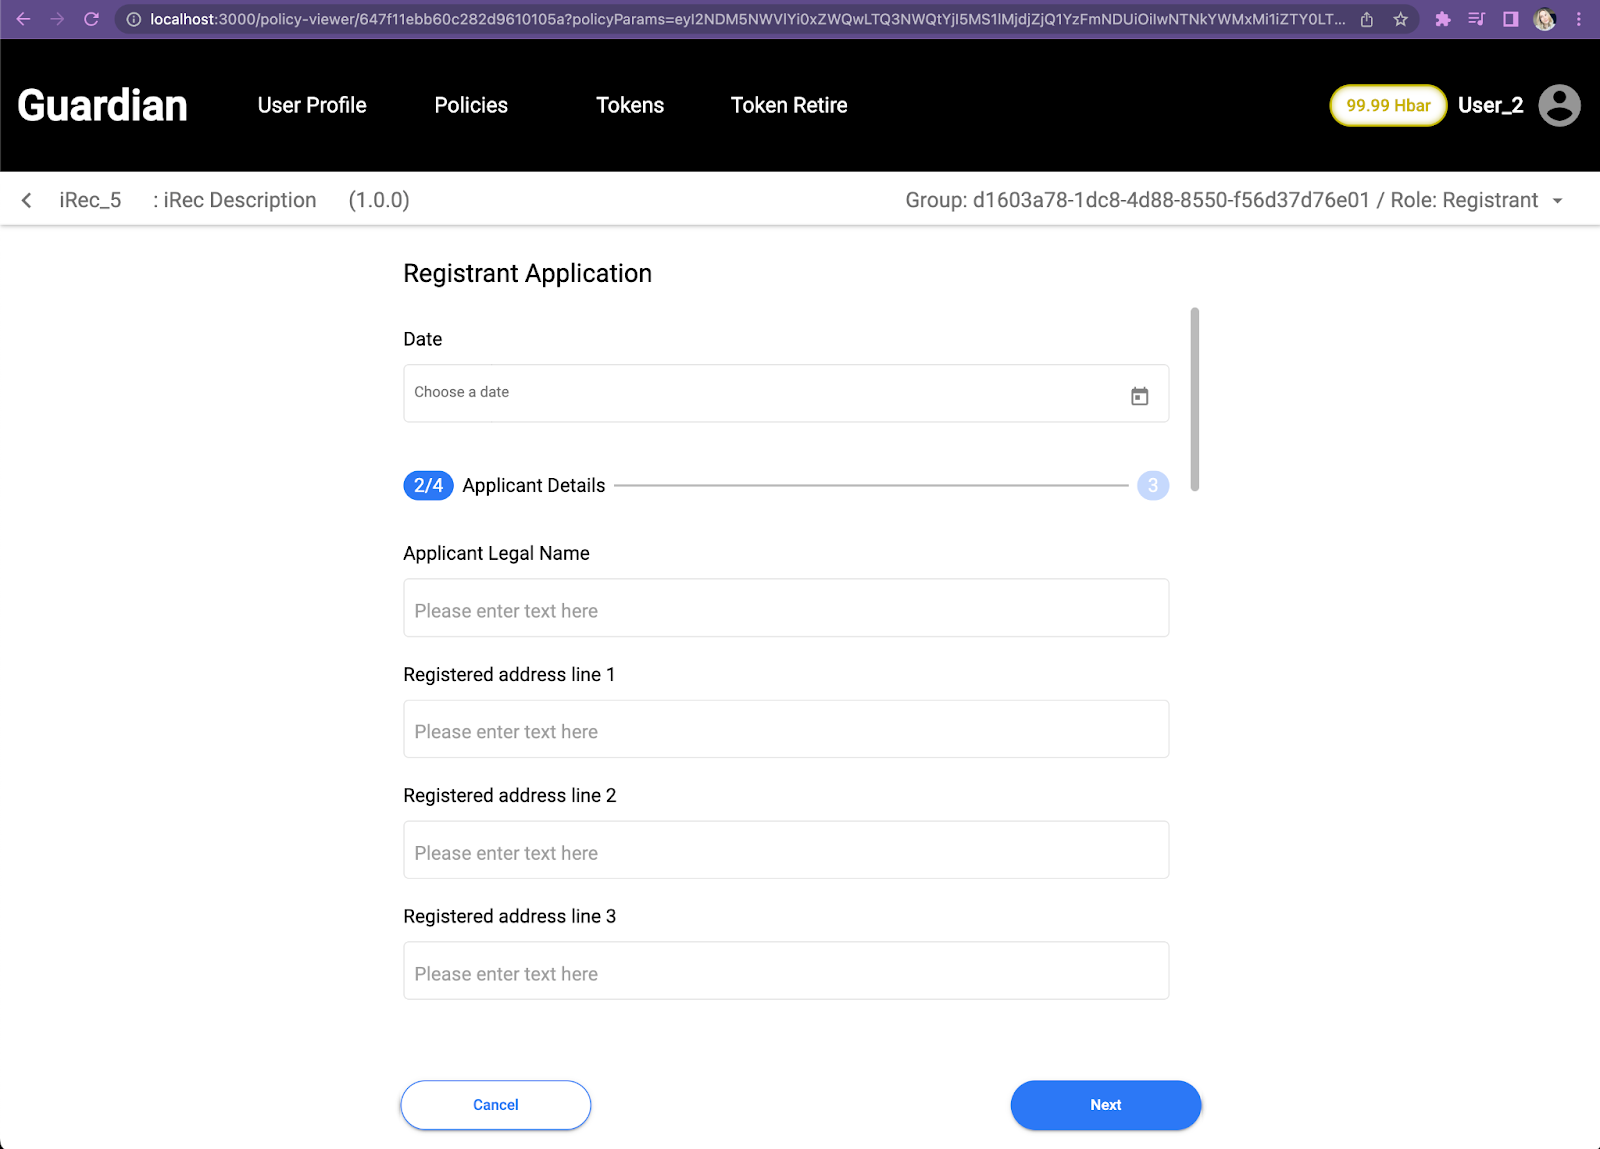 localhost:3000/policy-viewer/647f11ebb60c282d9610105a?policyParams=eyI2NDM5NWVlYi0xZWQwLTQ3NWQtYjI5MS1lMjdjZjQ1YzFmNDUiOiIwNTNkYWMxMi1iZTY0LT...
Guardian User Profile Policies Tokens Token Retire 99.99 Hbar User_2
iRec_5 : iRec Description (1.0.0) Group: d1603a78-1dc8-4d88-8550-f56d37d76e01 / Role: Registrant
Registrant Application
Date
Choose a date
2/4 Applicant Details 3
Applicant Legal Name
Please enter text here
Registered address line 1
Please enter text here
Registered address line 2
Please enter text here
Registered address line 3
Please enter text here
Cancel Next